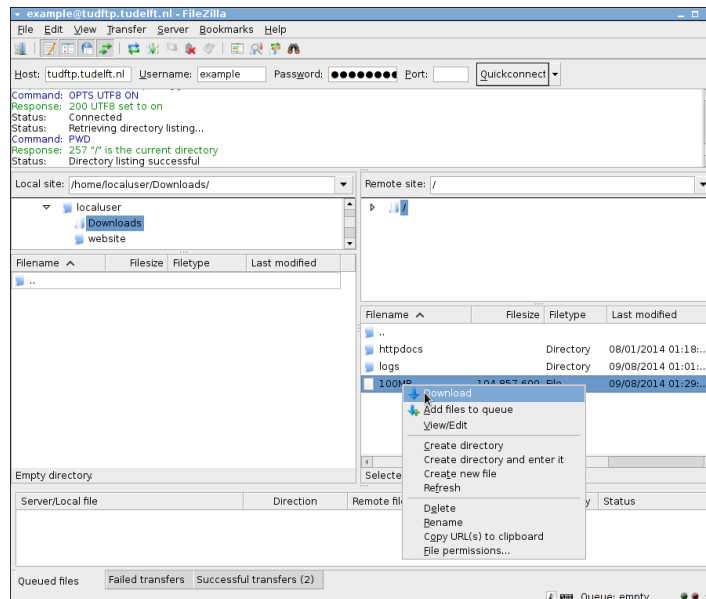 example@tudftp.tudelft.nl - FileZilla
File Edit View Transfer Server Bookmarks Help
Host: tudftp.tudelft.nl Username: example Password: ●●●●●●●● Port: Quickconnect
Command: OPTS UTF8 ON
Response: 200 UTF8 set to on
Status: Connected
Status: Retrieving directory listing...
Command: PWD
Response: 257 "/" is the current directory
Status: Directory listing successful
Local site: /home/localuser/Downloads/
localuser
Downloads
website
Filename Filesize Filetype Last modified
..
Empty directory.
Remote site: /
/
Filename Filesize Filetype Last modified
..
httpdocs Directory 08/01/2014 01:18:..
logs Directory 09/08/2014 01:01:..
100MB 104 857 600 File 09/08/2014 01:29:..
Download
Add files to queue
View/Edit
Create directory
Create directory and enter it
Create new file
Refresh
Delete
Rename
Copy URL(s) to clipboard
File permissions...
Selecte
Server/Local file Direction Remote fil y Status
Queued files Failed transfers Successful transfers (2)
Queue: empty